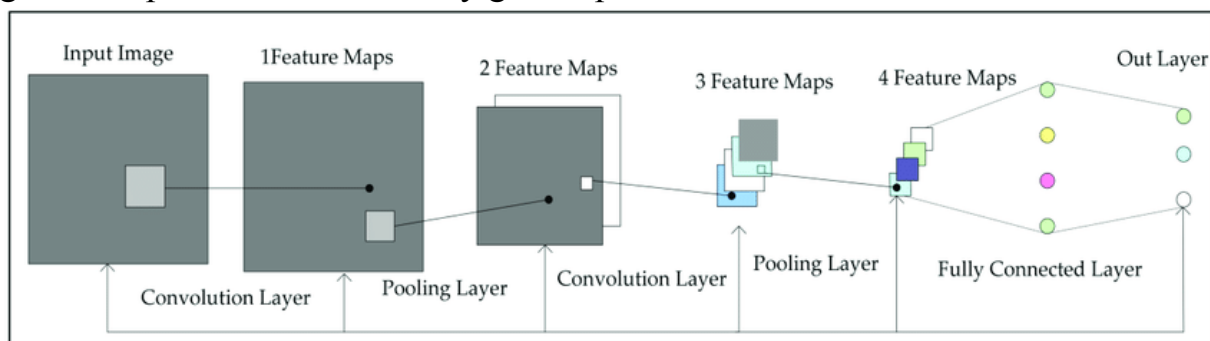 Input Image
1Feature Maps
2 Feature Maps
3 Feature Maps
4 Feature Maps
Out Layer
Convolution Layer
Pooling Layer
Convolution Layer
Pooling Layer
Fully Connected Layer